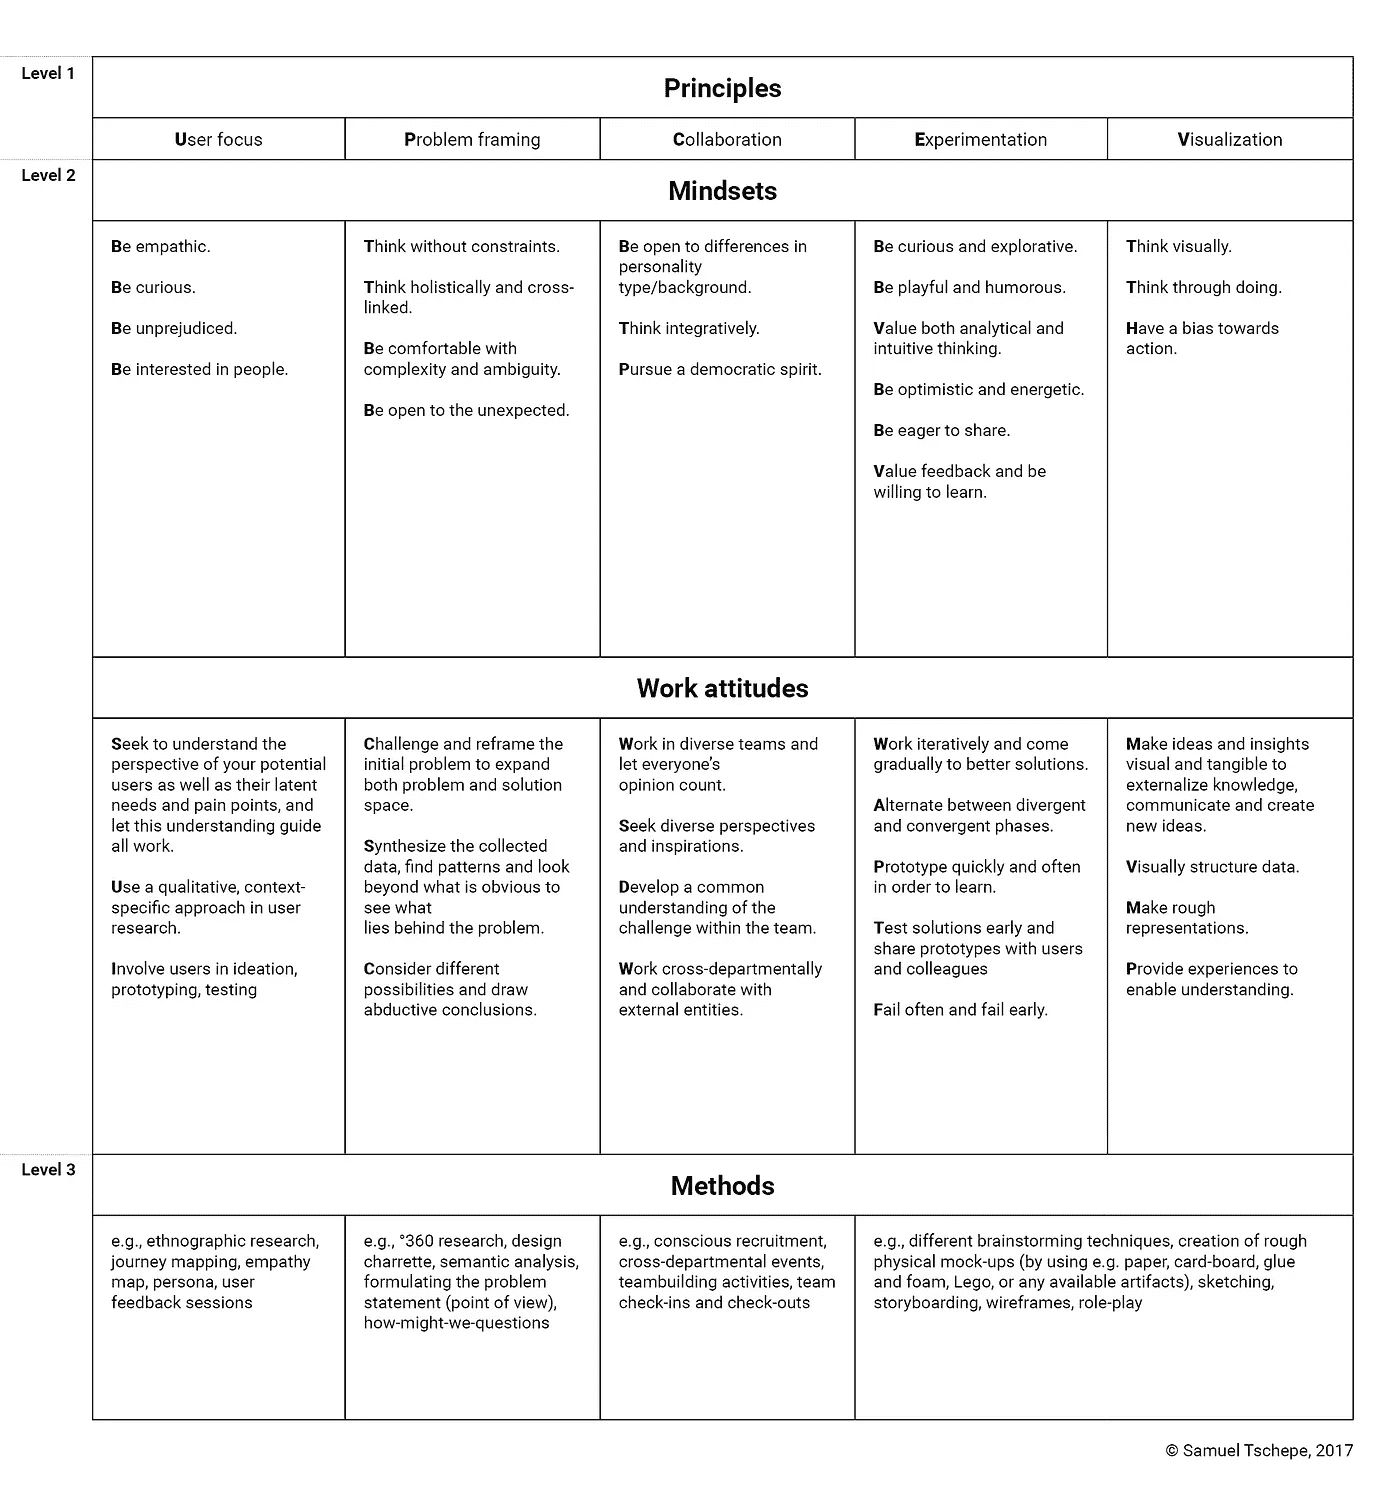 Level 1
Principles
User focus
Problem framing
Collaboration
Experimentation
Visualization
Level 2
Mindsets
Be empathic.
Be curious.
Be unprejudiced.
Be interested in people.
Think without constraints.
Think holistically and cross-
linked.
Be comfortable with
complexity and ambiguity.
Be open to the unexpected.
Be open to differences in
personality
type/background.
Think integratively.
Pursue a democratic spirit.
Be curious and explorative.
Be playful and humorous.
Value both analytical and
intuitive thinking.
Be optimistic and energetic.
Be eager to share.
Value feedback and be
willing to learn.
Think visually.
Think through doing.
Have a bias towards
action.
Work attitudes
Seek to understand the
perspective of your potential
users as well as their latent
needs and pain points, and
let this understanding guide
all work.
Use a qualitative, context-
specific approach in user
research.
Involve users in ideation,
prototyping, testing
Challenge and reframe the
initial problem to expand
both problem and solution
space.
Synthesize the collected
data, find patterns and look
beyond what is obvious to
see what
lies behind the problem.
Consider different
possibilities and draw
abductive conclusions.
Work in diverse teams and
let everyone’s
opinion count.
Seek diverse perspectives
and inspirations.
Develop a common
understanding of the
challenge within the team.
Work cross-departmentally
and collaborate with
external entities.
Work iteratively and come
gradually to better solutions.
Alternate between divergent
and convergent phases.
Prototype quickly and often
in order to learn.
Test solutions early and
share prototypes with users
and colleagues
Fail often and fail early.
Make ideas and insights
visual and tangible to
externalize knowledge,
communicate and create
new ideas.
Visually structure data.
Make rough
representations.
Provide experiences to
enable understanding.
Level 3
Methods
e.g., ethnographic research,
journey mapping, empathy
map, persona, user
feedback sessions
e.g., °360 research, design
charrette, semantic analysis,
formulating the problem
statement (point of view),
how-might-we-questions
e.g., conscious recruitment,
cross-departmental events,
teambuilding activities, team
check-ins and check-outs
e.g., different brainstorming techniques, creation of rough
physical mock-ups (by using e.g. paper, card-board, glue
and foam, Lego, or any available artifacts), sketching,
storyboarding, wireframes, role-play
© Samuel Tschepe, 2017